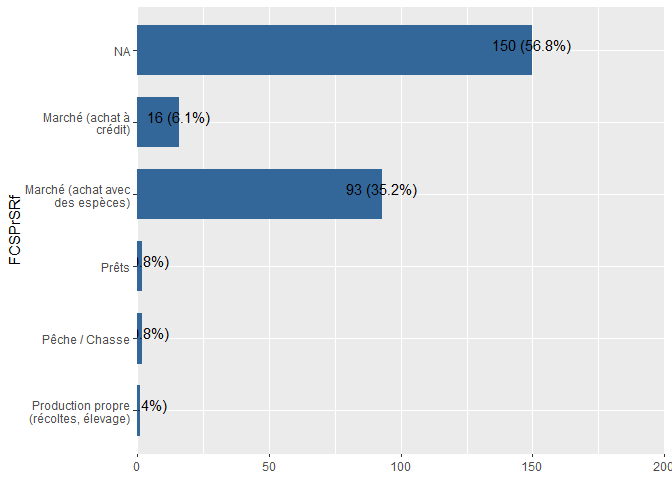 NA
150 (56.8%)
Marché (achat à
crédit)
16 (6.1%)
Marché (achat avec
des espèces)
93 (35.2%)
Prêts
8%)
Pêche / Chasse
8%)
Production propre
(récoltes, élevage)
4%)
FCSPrSRf
0
50
100
150
200